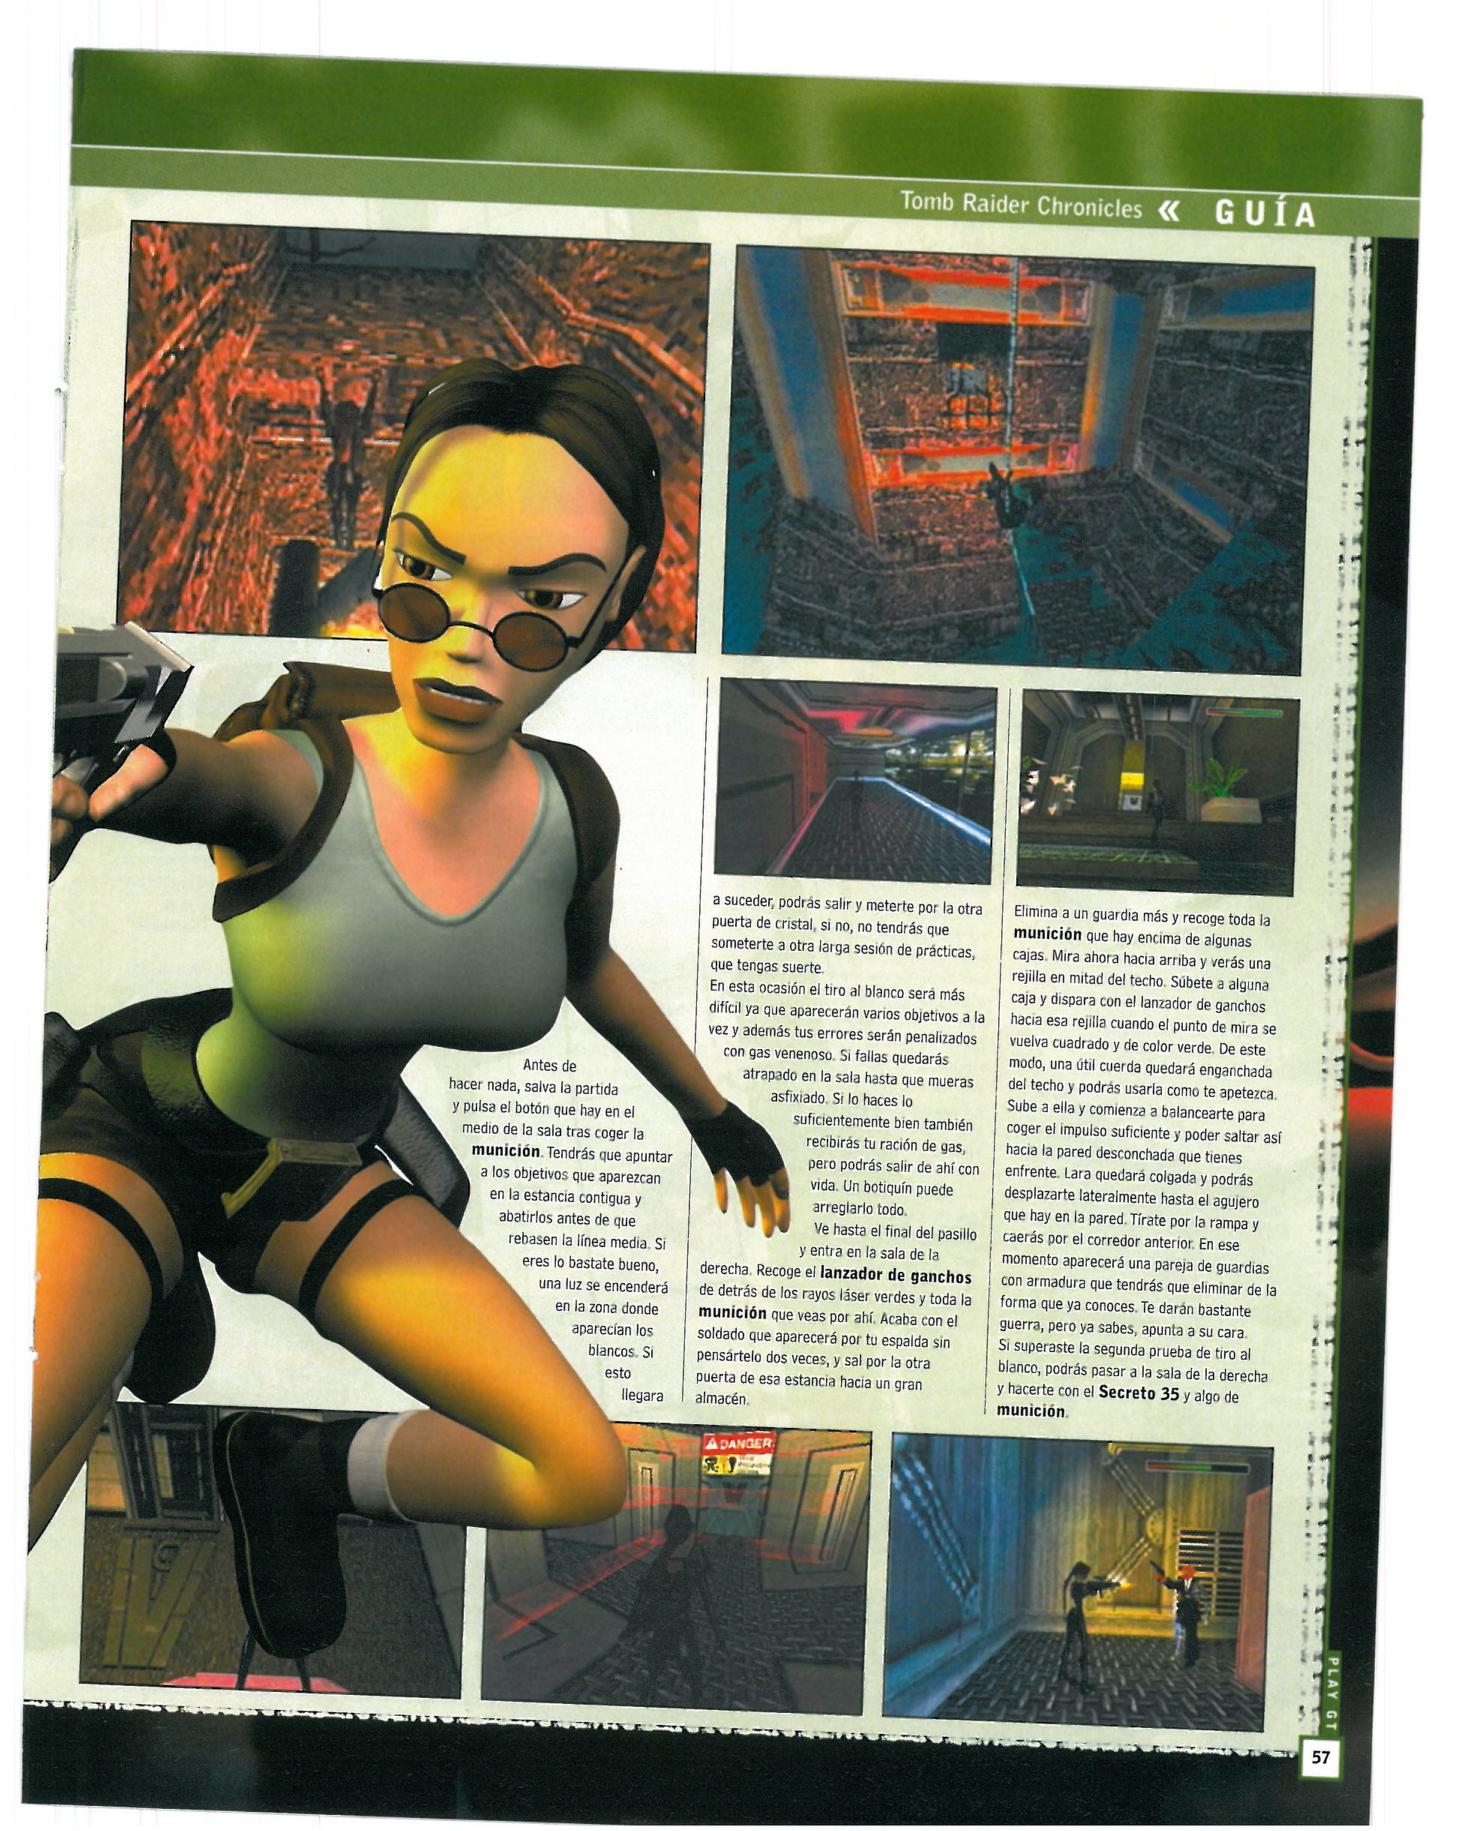 Tomb Raider Chronicles « GUÍA
Antes de
hacer nada, salva la partida
y pulsa el botón que hay en el
medio de la sala tras coger la
munición. Tendrás que apuntar
a los objetivos que aparezcan
en la estancia contigua y
abatirlos antes de que
rebasen la línea media. Si
eres lo bastate bueno,
una luz se encenderá
en la zona donde
aparecían los
blancos. Si
esto
llegara
a suceder, podrás salir y meterte por la otra
puerta de cristal, si no, no tendrás que
someterte a otra larga sesión de prácticas,
que tengas suerte.
En esta ocasión el tiro al blanco será más
difícil ya que aparecerán varios objetivos a la
vez y además tus errores serán penalizados
con gas venenoso. Si fallas quedarás
atrapado en la sala hasta que mueras
asfixiado. Si lo haces lo
suficientemente bien también
recibirás tu ración de gas,
pero podrás salir de ahí con
vida. Un botiquín puede
arreglarlo todo.
Ve hasta el final del pasillo
y entra en la sala de la
derecha. Recoge el lanzador de ganchos
de detrás de los rayos láser verdes y toda la
munición que veas por ahí. Acaba con el
soldado que aparecerá por tu espalda sin
pensártelo dos veces, y sal por la otra
puerta de esa estancia hacia un gran
almacén.
Elimina a un guardia más y recoge toda la
munición que hay encima de algunas
cajas. Mira ahora hacia arriba y verás una
rejilla en mitad del techo. Súbete a alguna
caja y dispara con el lanzador de ganchos
hacia esa rejilla cuando el punto de mira se
vuelva cuadrado y de color verde. De este
modo, una útil cuerda quedará enganchada
del techo y podrás usarla como te apetezca.
Sube a ella y comienza a balancearte para
coger el impulso suficiente y poder saltar así
hacia la pared desconchada que tienes
enfrente. Lara quedará colgada y podrás
desplazarte lateralmente hasta el agujero
que hay en la pared. Tírate por la rampa y
caerás por el corredor anterior. En ese
momento aparecerá una pareja de guardias
con armadura que tendrás que eliminar de la
forma que ya conoces. Te darán bastante
guerra, pero ya sabes, apunta a su cara.
Si superaste la segunda prueba de tiro al
blanco, podrás pasar a la sala de la derecha
y hacerte con el Secreto 35 y algo de
munición.
DANGER
PLAY GT
57